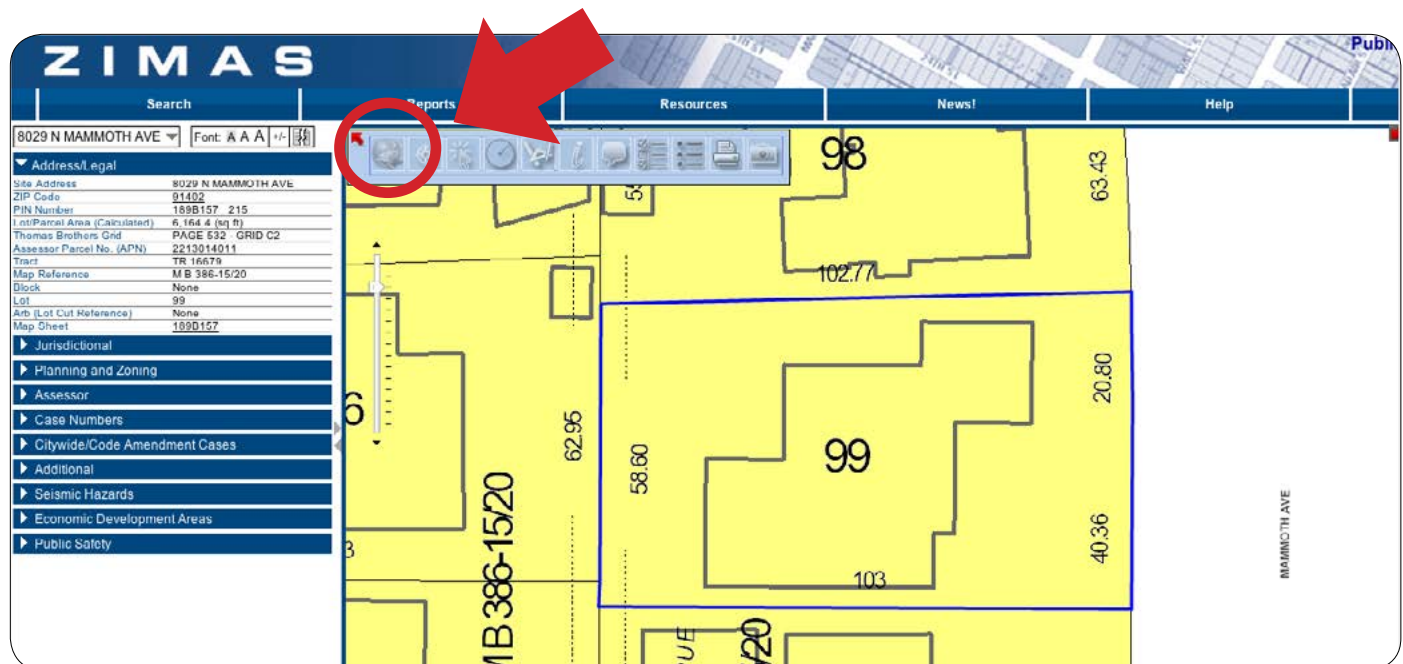 ZIMAS
Publi
Search Reports Resources News! Help
8029 N MAMMOTH AVE Font: A A A +/-
Address/Legal
Site Address 8029 N MAMMOTH AVE
ZIP Code 91402
PIN Number 189B157 215
Lot/Parcel Area (Calculated) 6,164.4 (sq ft)
Thomas Brothers Grid PAGE 532 - GRID C2
Assessor Parcel No. (APN) 2213014011
Tract TR 16679
Map Reference M B 386-15/20
Block None
Lot 99
Arb (Lot Cut Reference) None
Map Sheet 189B157
Jurisdictional
Planning and Zoning
Assessor
Case Numbers
Citywide/Code Amendment Cases
Additional
Seismic Hazards
Economic Development Areas
Public Safety
98
63.43
55
102.77
20.80
6
62.95
58.60
99
40.36
MAMMOTH AVE
3
M B 386-15/20
103
UE
/20